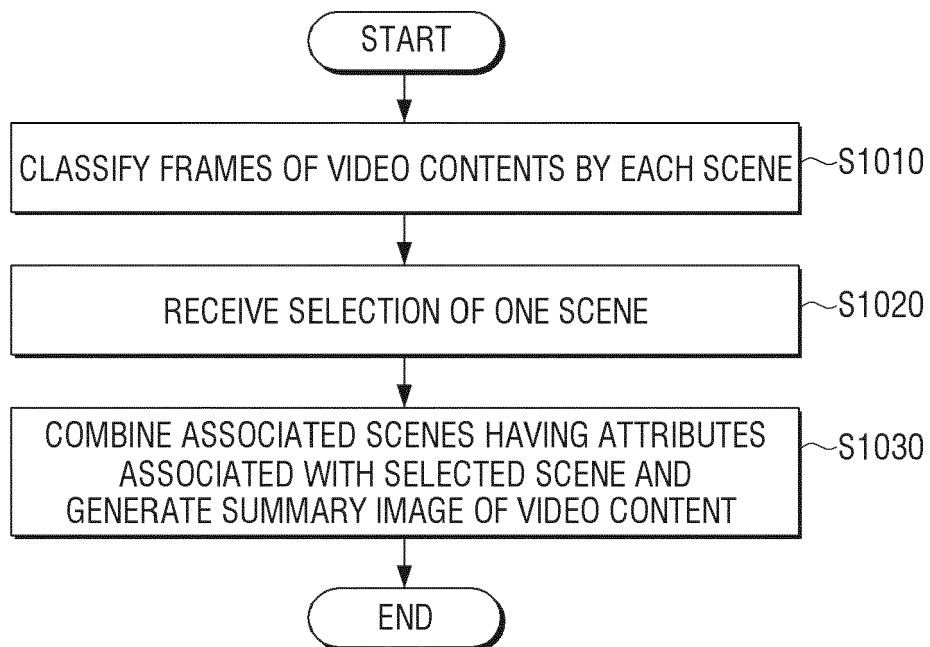 START
CLASSIFY FRAMES OF VIDEO CONTENTS BY EACH SCENE
S1010
RECEIVE SELECTION OF ONE SCENE
S1020
COMBINE ASSOCIATED SCENES HAVING ATTRIBUTES
ASSOCIATED WITH SELECTED SCENE AND
GENERATE SUMMARY IMAGE OF VIDEO CONTENT
S1030
END